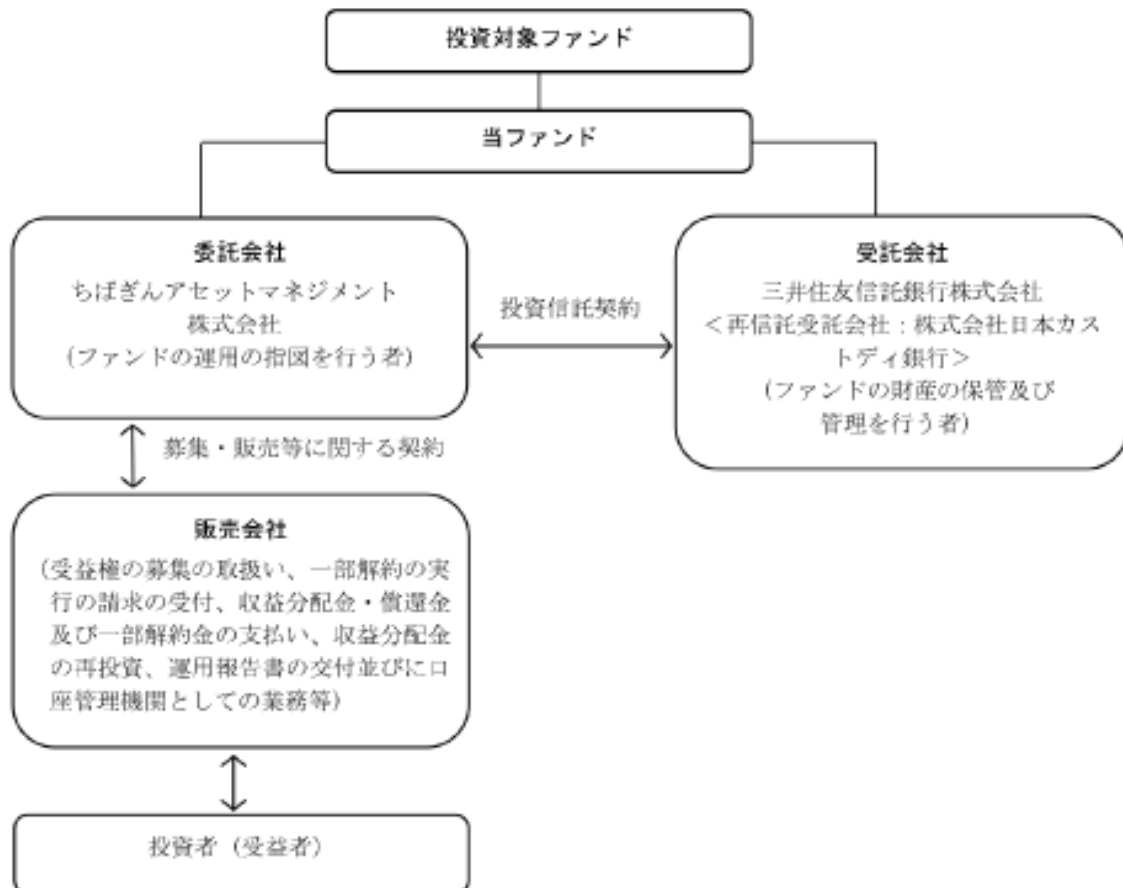 投資対象ファンド
当ファンド
委託会社
ちばぎんアセットマネジメント
株式会社
(ファンドの運用の指図を行う者)
投資信託契約
受託会社
三井住友信託銀行株式会社
＜再信託受託会社：株式会社日本カス
トディ銀行＞
(ファンドの財産の保管及び
管理を行う者)
募集・販売等に関する契約
販売会社
(受益権の募集の取扱い、一部解約の実
行の請求の受付、収益分配金・償還金
及び一部解約金の支払い、収益分配金
の再投資、運用報告書の交付並びに口
座管理機関としての業務等)
投資者（受益者）